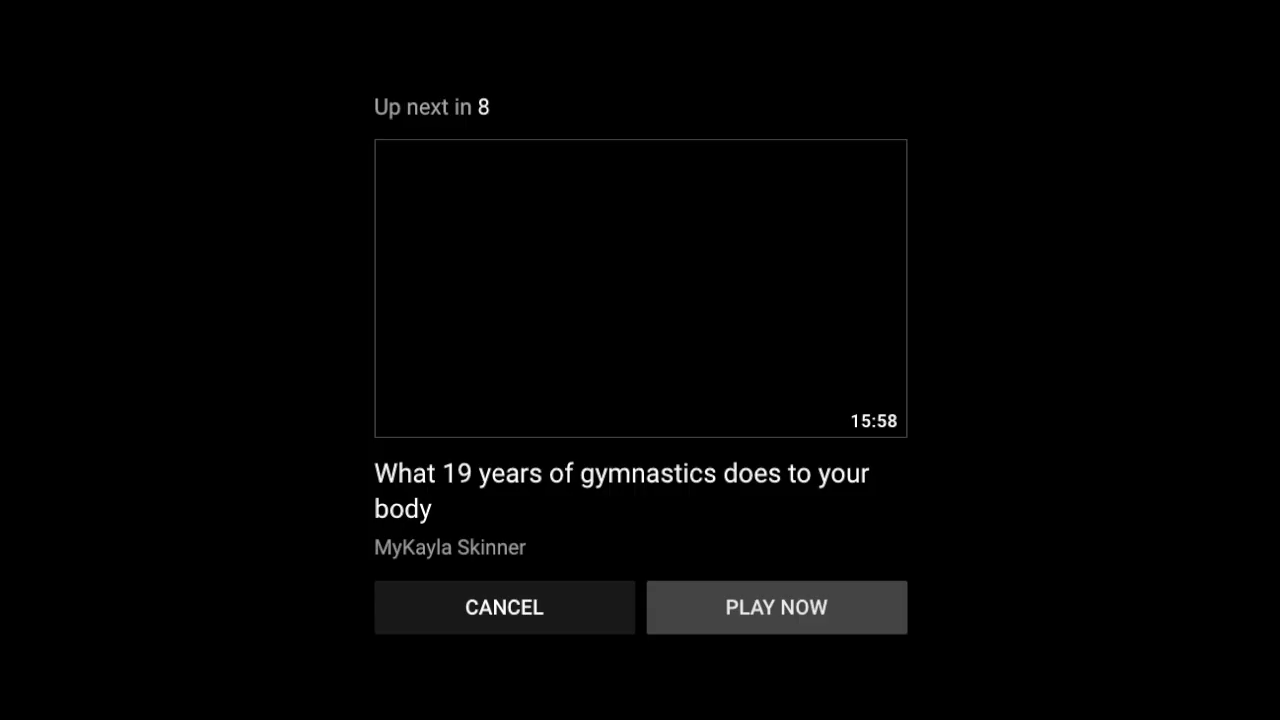 Up next in 8
15:58
What 19 years of gymnastics does to your
body
MyKayla Skinner
CANCEL PLAY NOW